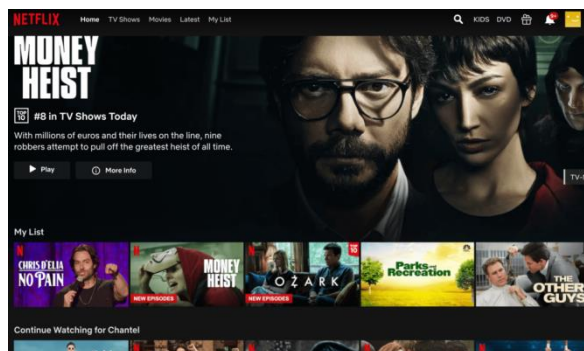 NETFLIX Home TV Shows Movies Latest My List KIDS DVD
MONEY
HEIST
TOP
10
#8 in TV Shows Today
With millions of euros and their lives on the line, nine
robbers attempt to pull off the greatest heist of all time.
Play More Info
TV-
My List
N
CHRIS D'ELIA
NO PAIN
N
MONEY
HEIST
NEW EPISODES
N
TOP
10
OZARK
NEW EPISODES
Parks and
Recreation
THE
OTHER
GUYS
Continue Watching for Chantel